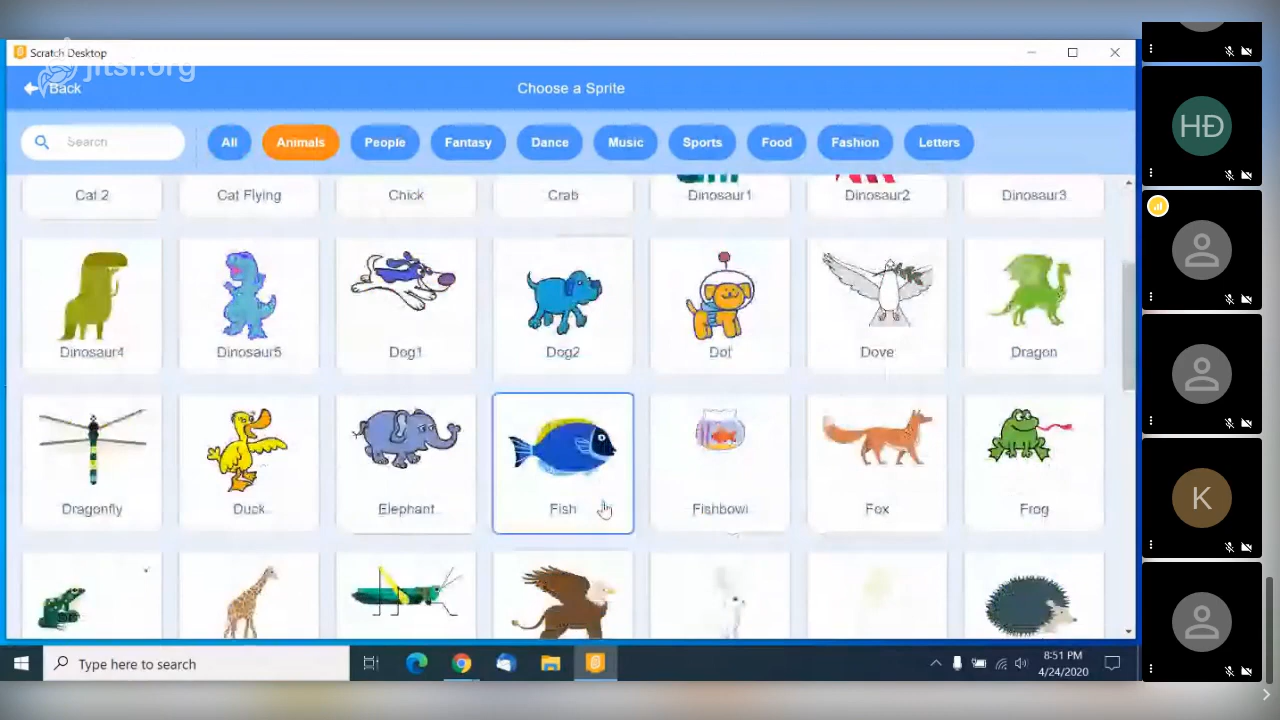 Scratch Desktop
jitsi.org
Back
Choose a Sprite
Search
All
Animals
People
Fantasy
Dance
Music
Sports
Food
Fashion
Letters
Cat 2
Cat Flying
Chick
Crab
Dinosaur1
Dinosaur2
Dinosaur3
Dinosaur4
Dinosaur5
Dog1
Dog2
Dot
Dove
Dragon
Dragonfly
Duck
Elephant
Fish
Fishbowl
Fox
Frog
HĐ
K
Type here to search
8:51 PM
4/24/2020